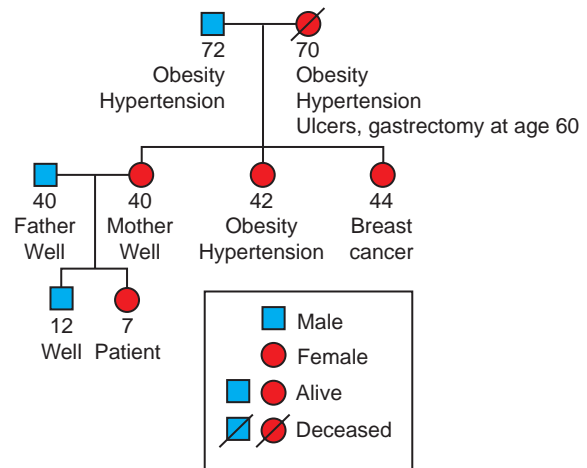 72
Obesity
Hypertension
70
Obesity
Hypertension
Ulcers, gastrectomy at age 60
40
Father
Well
40
Mother
Well
42
Obesity
Hypertension
44
Breast
cancer
12
Well
7
Patient
Male
Female
Alive
Deceased